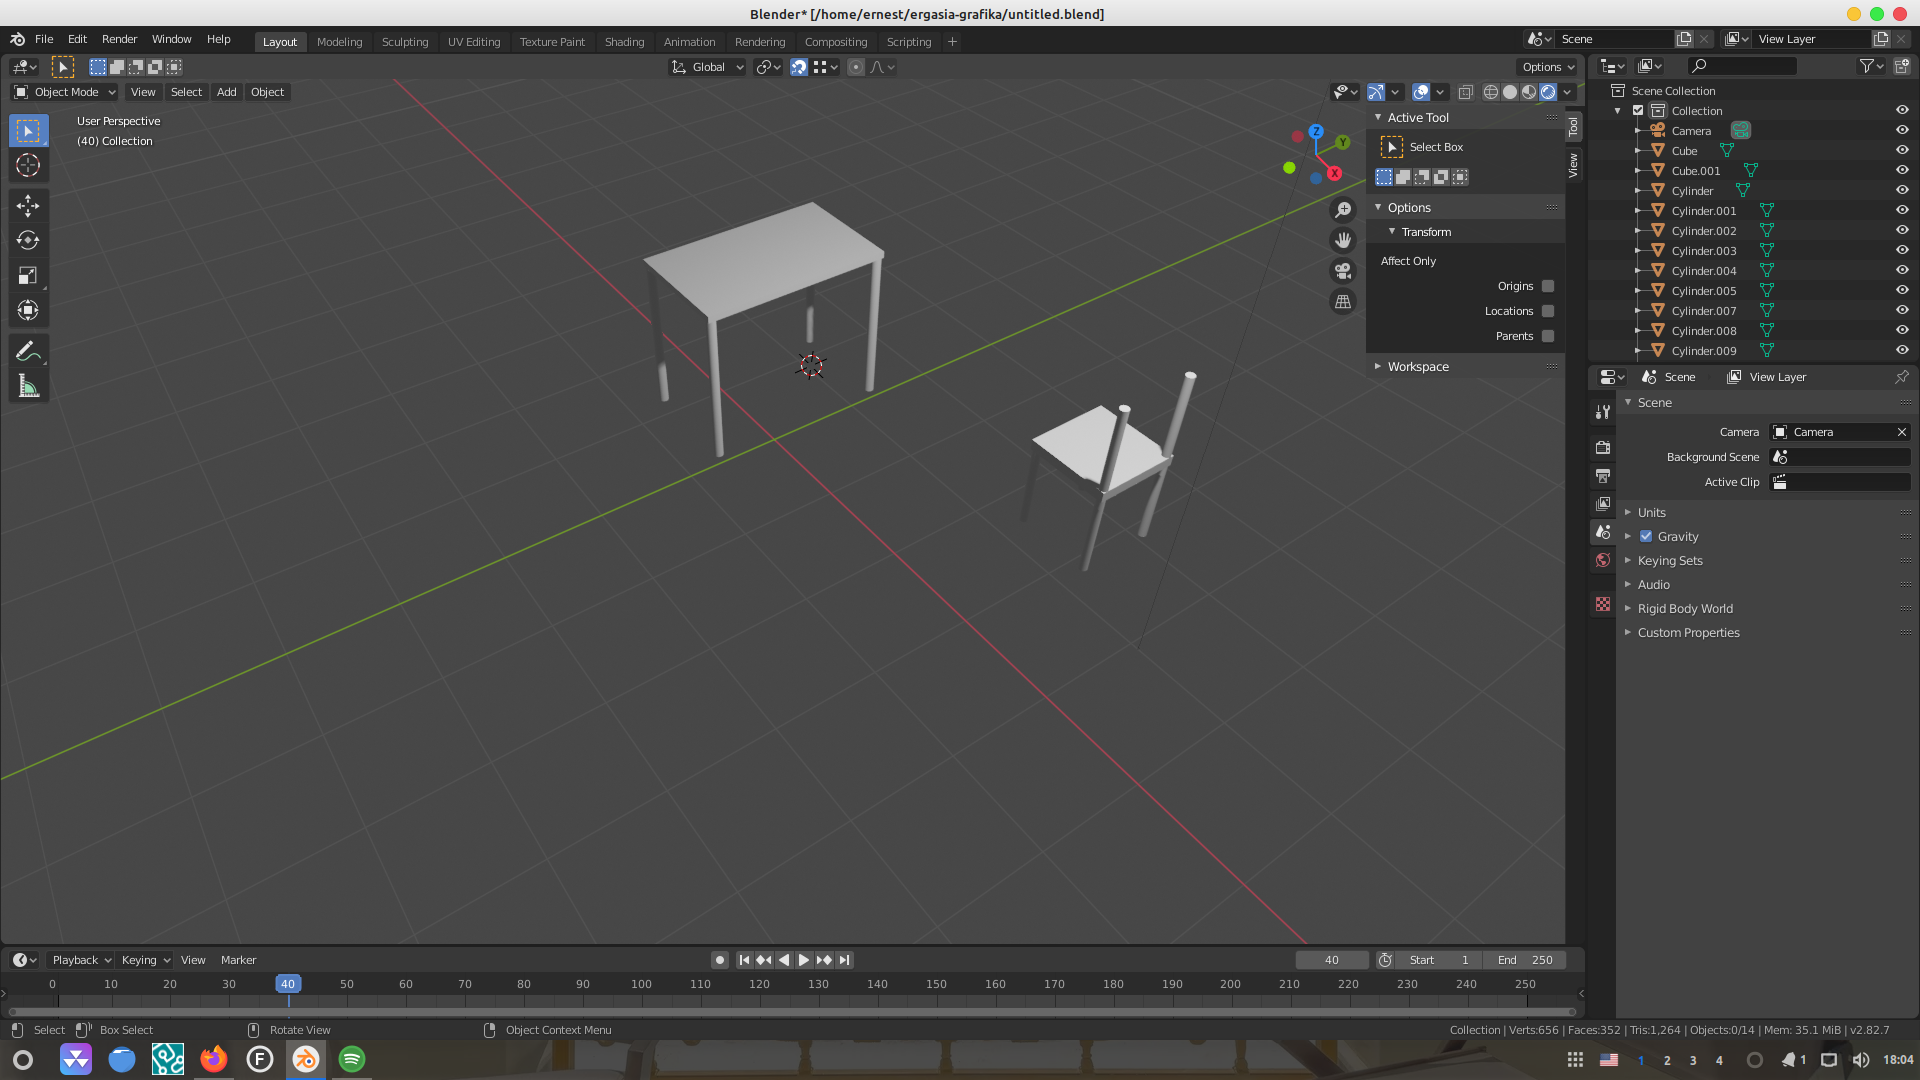 Blender* [/home/ernest/ergasia-grafika/untitled.blend]
File Edit Render Window Help Layout Modeling Sculpting UV Editing Texture Paint Shading Animation Rendering Compositing Scripting + Scene View Layer
Global Options
Object Mode View Select Add Object
User Perspective
(40) Collection
Z
Y
X
Active Tool
Select Box
Options
Transform
Affect Only
Origins
Locations
Parents
Workspace
Tool
View
Scene Collection
Collection
Camera
Cube
Cube.001
Cylinder
Cylinder.001
Cylinder.002
Cylinder.003
Cylinder.004
Cylinder.005
Cylinder.007
Cylinder.008
Cylinder.009
Scene View Layer
Scene
Camera Camera
Background Scene
Active Clip
Units
Gravity
Keying Sets
Audio
Rigid Body World
Custom Properties
Playback Keying View Marker 40 Start 1 End 250
0 10 20 30 40 50 60 70 80 90 100 110 120 130 140 150 160 170 180 190 200 210 220 230 240 250
Select Box Select Rotate View Object Context Menu Collection | Verts:656 | Faces:352 | Tris:1,264 | Objects:0/14 | Mem: 35.1 MiB | v2.82.7
F 1 2 3 4 1 18:04